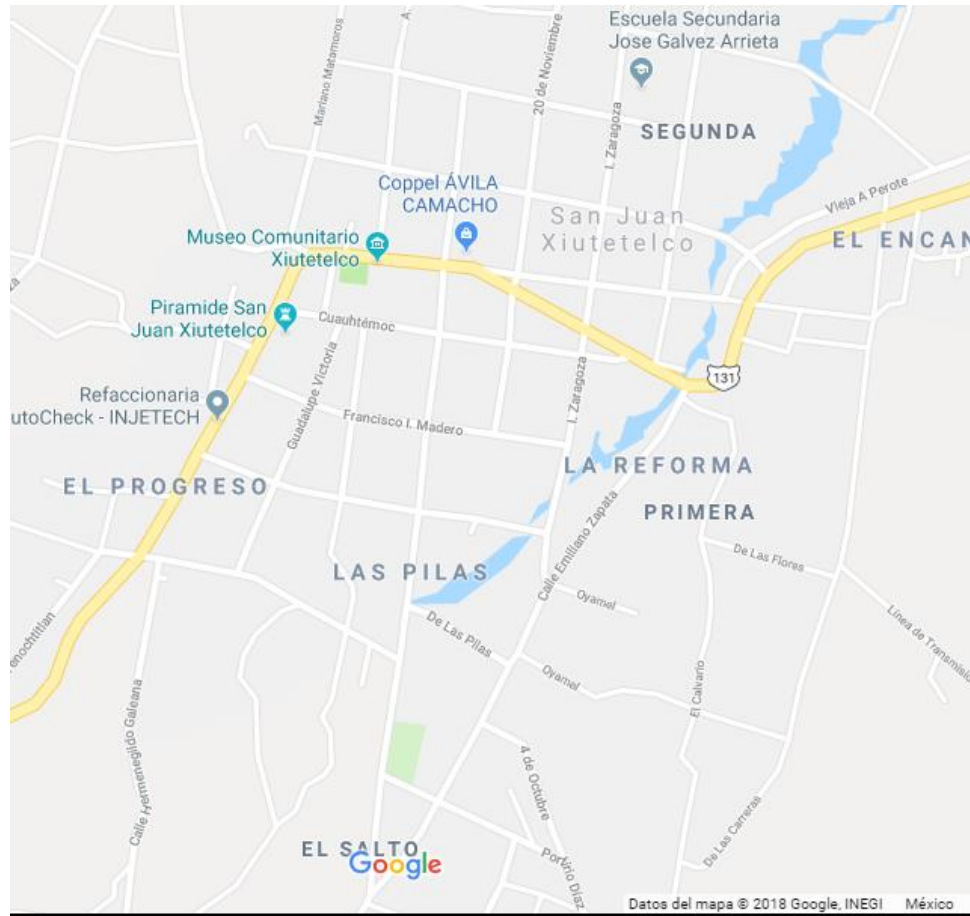 Escuela Secundaria
Jose Galvez Arrieta
Mariano Matamoros
20 de Noviembre
I. Zaragoza
SEGUNDA
Vieja A Perote
Coppel ÁVILA
CAMACHO
San Juan
Xiutetelco
EL ENCAN
Museo Comunitario
Xiutetelco
Piramide San
Juan Xiutetelco
Cuauhtémoc
Guadalupe Victoria
I. Zaragoza
131
Refaccionaria
utoCheck - INJETECH
Francisco I. Madero
LA REFORMA
EL PROGRESO
PRIMERA
Calle Emiliano Zapata
De Las Flores
LAS PILAS
Oyamel
De Las Pilas
Línea de Transmisió
enochtitlan
Oyamel
El Calvario
Calle Hermenegildo Galeana
4 de Octubre
De Las Carreras
EL SALTO
Google
Porfirio Díaz
Datos del mapa © 2018 Google, INEGI México